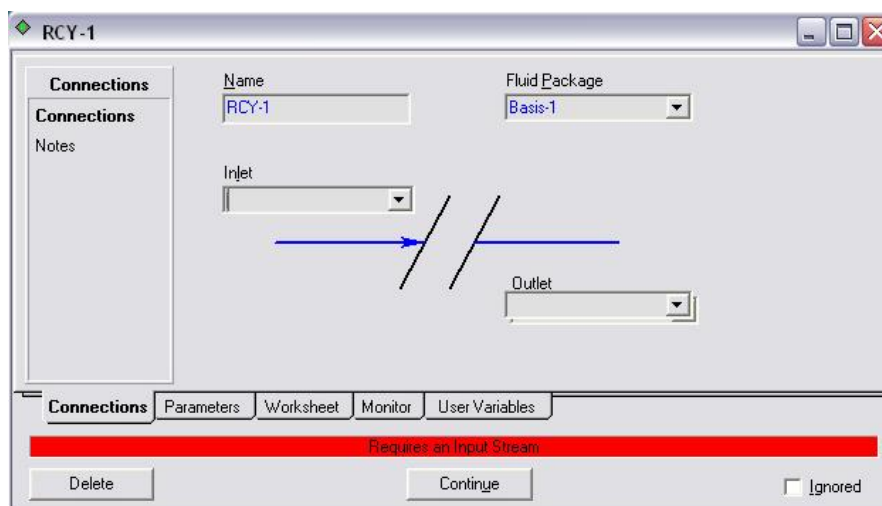 RCY-1
Connections
Connections
Notes
Name
RCY-1
Fluid Package
Basis-1
Inlet
Outlet
Connections Parameters Worksheet Monitor User Variables
Requires an Input Stream
Delete Continue Ignored